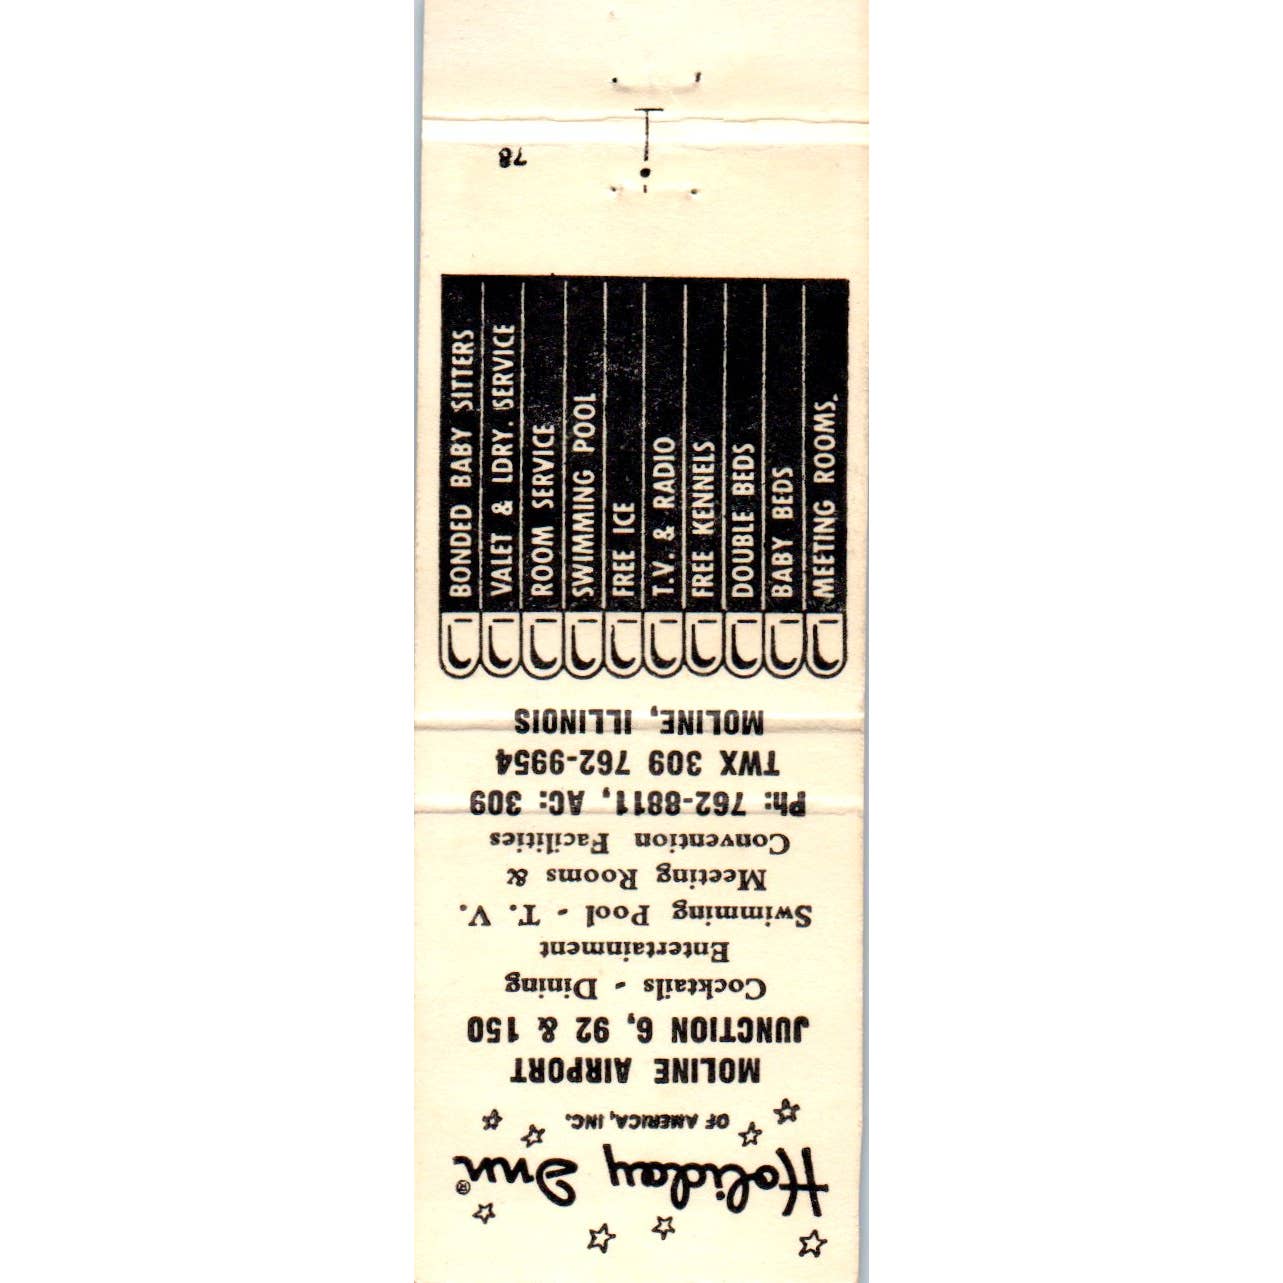 Holiday Inn®
OF AMERICA, INC.
MOLINE AIRPORT
JUNCTION 6, 92 & 150
Cocktails - Dining
Entertainment
Swimming Pool - T. V.
Meeting Rooms &
Convention Facilities
Ph: 762-8811, AC: 309
TWX 309 762-9954
MOLINE, ILLINOIS
BONDED BABY SITTERS
VALET & LDRY. SERVICE
ROOM SERVICE
SWIMMING POOL
FREE ICE
T.V. & RADIO
FREE KENNELS
DOUBLE BEDS
BABY BEDS
MEETING ROOMS.
78